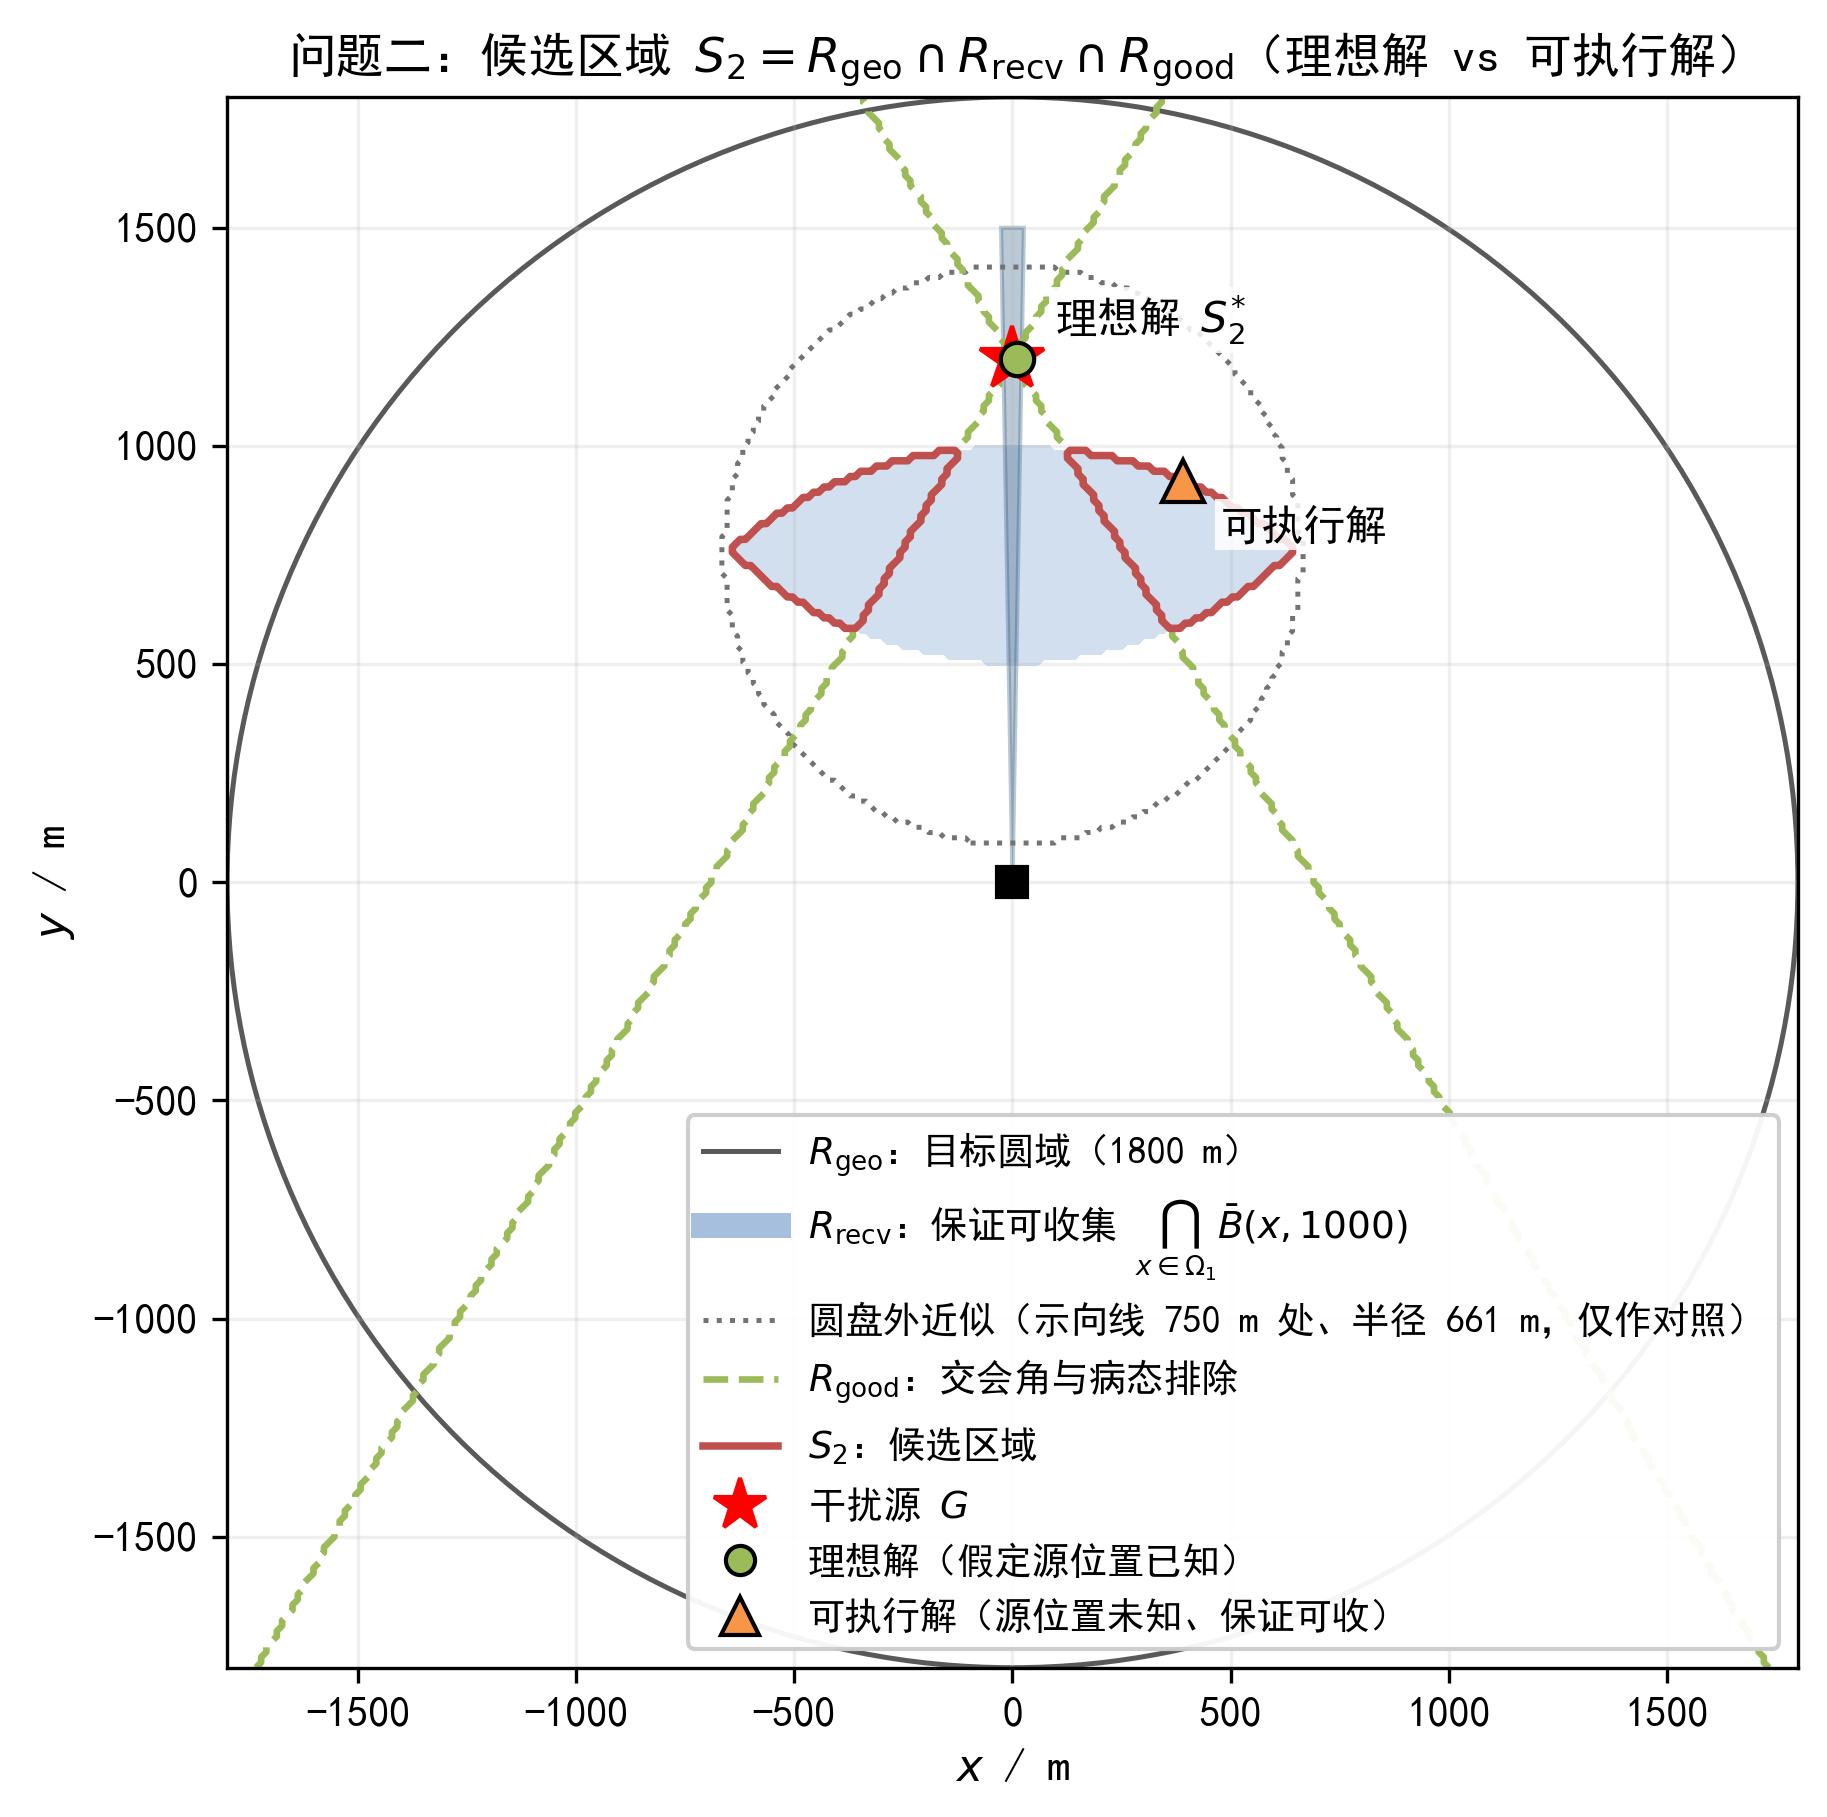 问题二：候选区域 S₂ = R_geo ∩ R_recv ∩ R_good（理想解 vs 可执行解）
理想解 S₂*
可执行解
1500
1000
500
0
−500
−1000
−1500
y / m
R_geo：目标圆域（1800 m）
R_recv：保证可收集 ⋂_{x∈Ω₁} B̄(x, 1000)
圆盘外近似（示向线 750 m 处、半径 661 m，仅作对照）
R_good：交会角与病态排除
S₂：候选区域
干扰源 G
理想解（假定源位置已知）
可执行解（源位置未知、保证可收）
−1500 −1000 −500 0 500 1000 1500
x / m